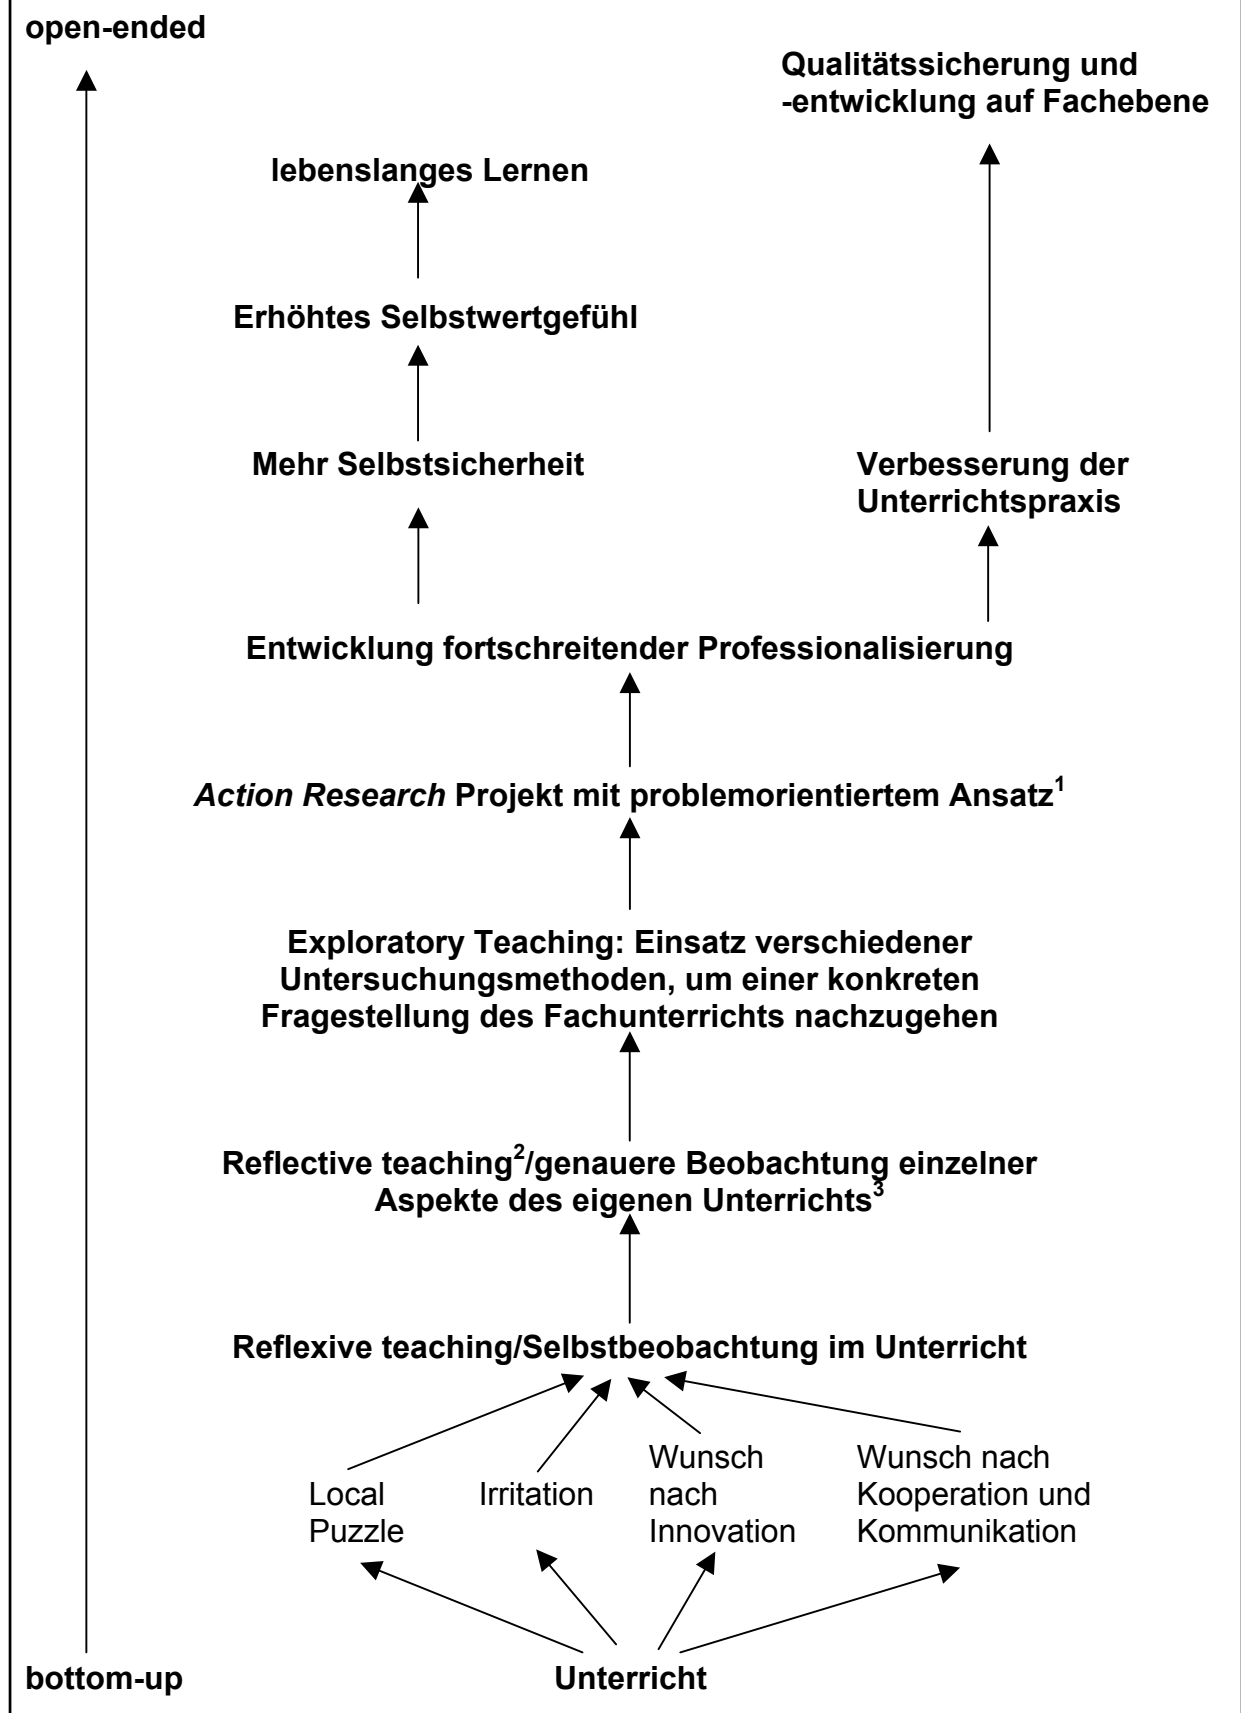 open-ended
Qualitätssicherung und
-entwicklung auf Fachebene
lebenslanges Lernen
Erhöhtes Selbstwertgefühl
Mehr Selbstsicherheit
Verbesserung der
Unterrichtspraxis
Entwicklung fortschreitender Professionalisierung
Action Research Projekt mit problemorientiertem Ansatz¹
Exploratory Teaching: Einsatz verschiedener
Untersuchungsmethoden, um einer konkreten
Fragestellung des Fachunterrichts nachzugehen
Reflective teaching²/genauere Beobachtung einzelner
Aspekte des eigenen Unterrichts³
Reflexive teaching/Selbstbeobachtung im Unterricht
Local
Puzzle
Irritation
Wunsch
nach
Innovation
Wunsch nach
Kooperation und
Kommunikation
bottom-up
Unterricht